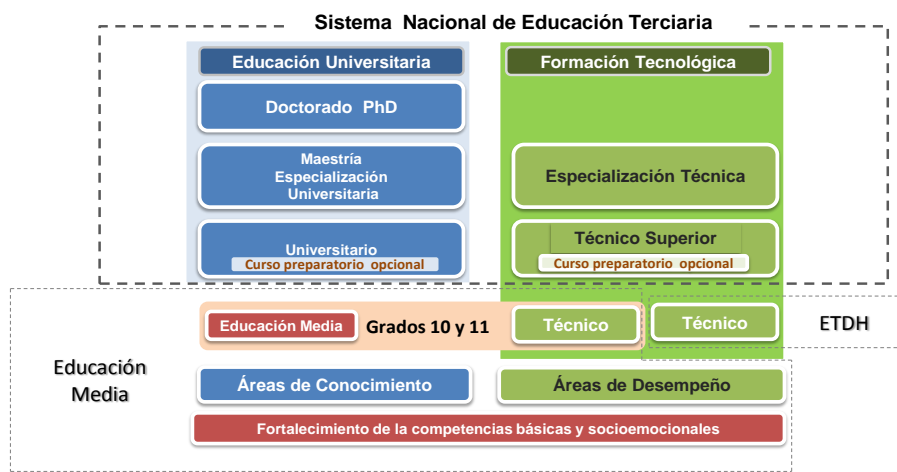 Sistema Nacional de Educación Terciaria
Educación Universitaria
Formación Tecnológica
Doctorado PhD
Maestría
Especialización
Universitaria
Especialización Técnica
Universitario
Curso preparatorio opcional
Técnico Superior
Curso preparatorio opcional
Educación Media
Grados 10 y 11
Técnico
Técnico
ETDH
Educación
Media
Áreas de Conocimiento
Áreas de Desempeño
Fortalecimiento de la competencias básicas y socioemocionales